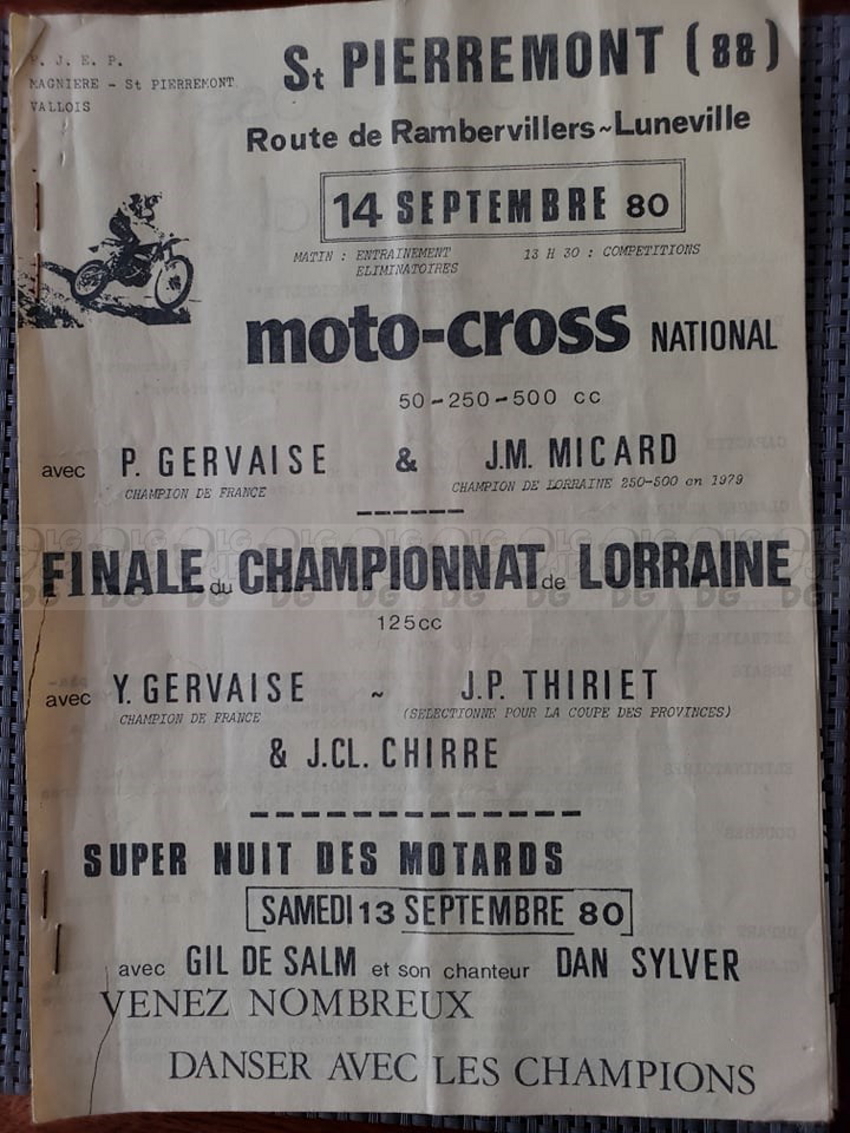 F. J. E. P.
MAGNIERE - St PIERREMONT
VALLOIS
St PIERREMONT (88)
Route de Rambervillers~Luneville
14 SEPTEMBRE 80
MATIN : ENTRAINEMENT
ELIMINATOIRES
13 H 30 : COMPETITIONS
moto-cross NATIONAL
50-250-500 cc
avec P. GERVAISE & J.M. MICARD
CHAMPION DE FRANCE
CHAMPION DE LORRAINE 250-500 en 1979
FINALE du CHAMPIONNAT de LORRAINE
125cc
avec Y. GERVAISE ~ J.P. THIRIET
CHAMPION DE FRANCE
(SELECTIONNE POUR LA COUPE DES PROVINCES)
& J.CL. CHIRRE
SUPER NUIT DES MOTARDS
SAMEDI 13 SEPTEMBRE 80
avec GIL DE SALM et son chanteur DAN SYLVER
VENEZ NOMBREUX
DANSER AVEC LES CHAMPIONS